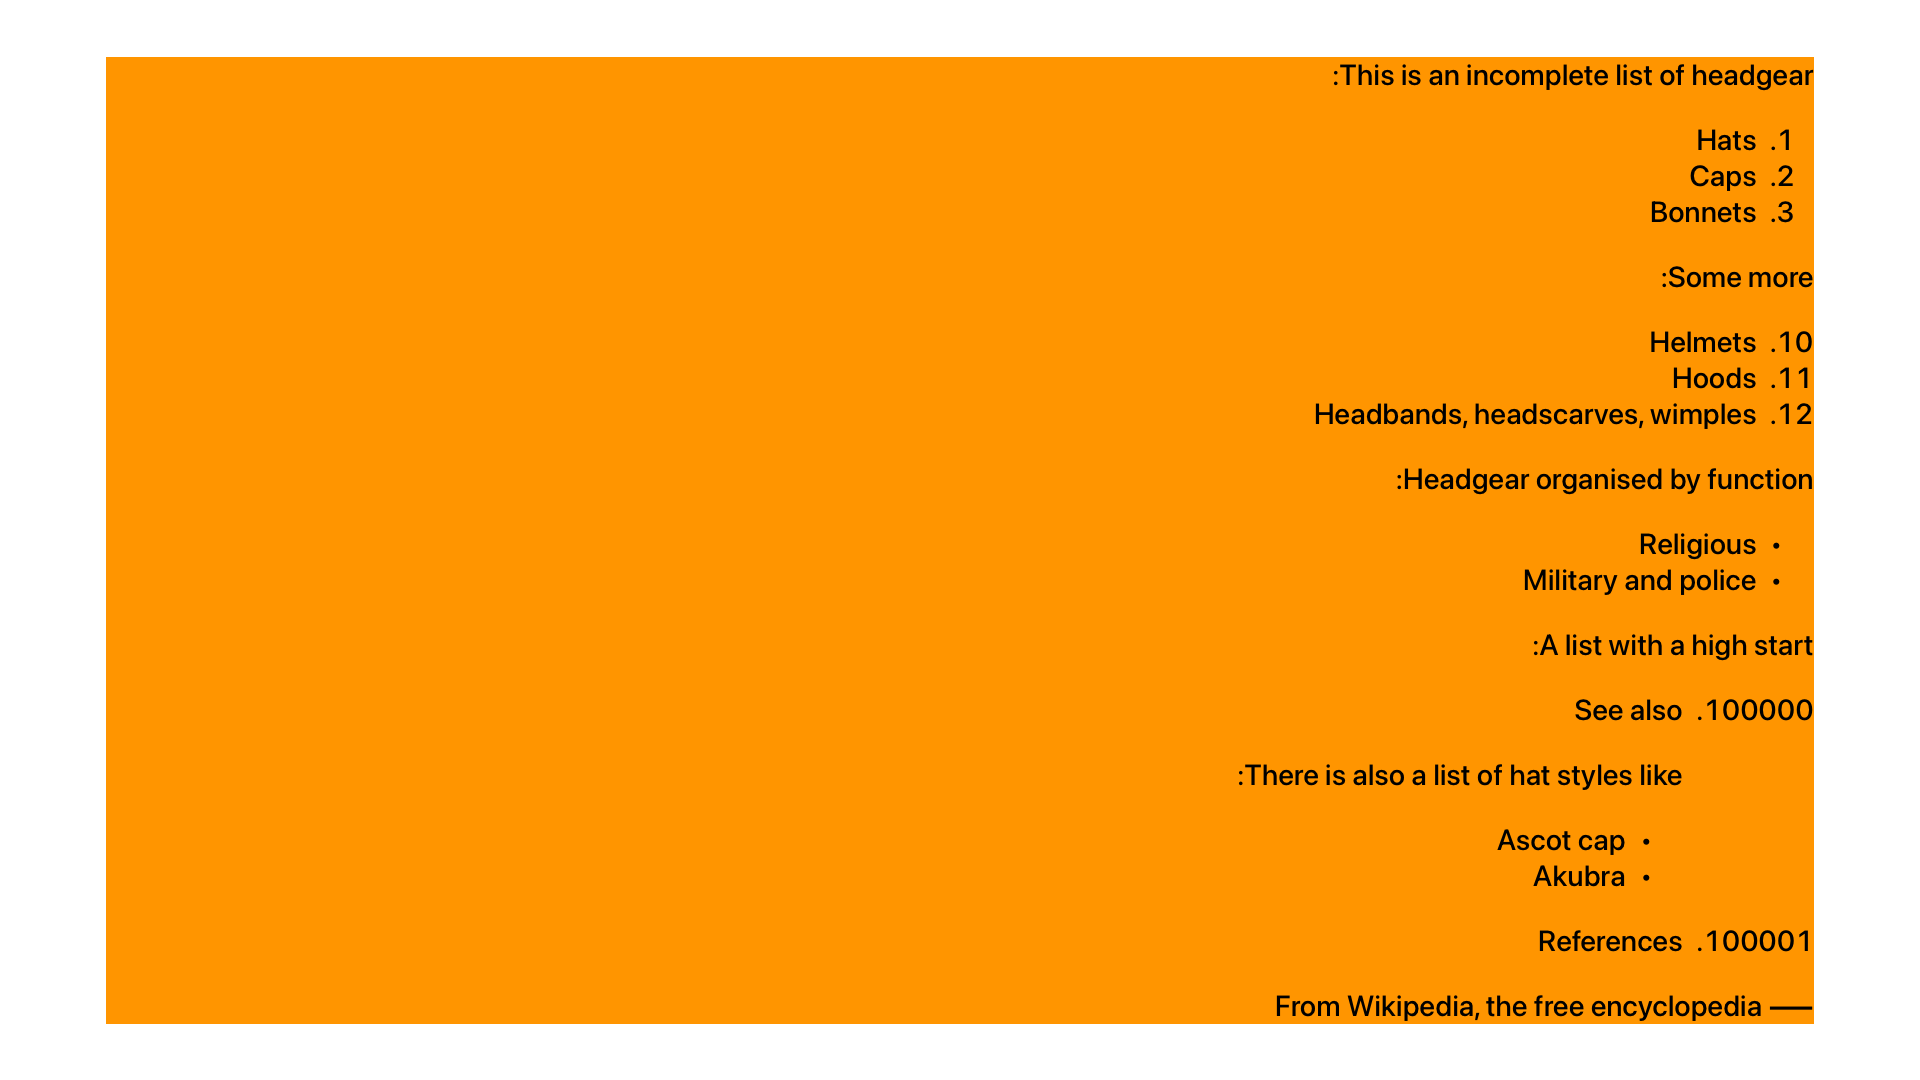 This is an incomplete list of headgear:
1. Hats
2. Caps
3. Bonnets
Some more:
10. Helmets
11. Hoods
12. Headbands, headscarves, wimples
Headgear organised by function:
• Religious
• Military and police
A list with a high start:
100000. See also
There is also a list of hat styles like:
• Ascot cap
• Akubra
100001. References
— From Wikipedia, the free encyclopedia